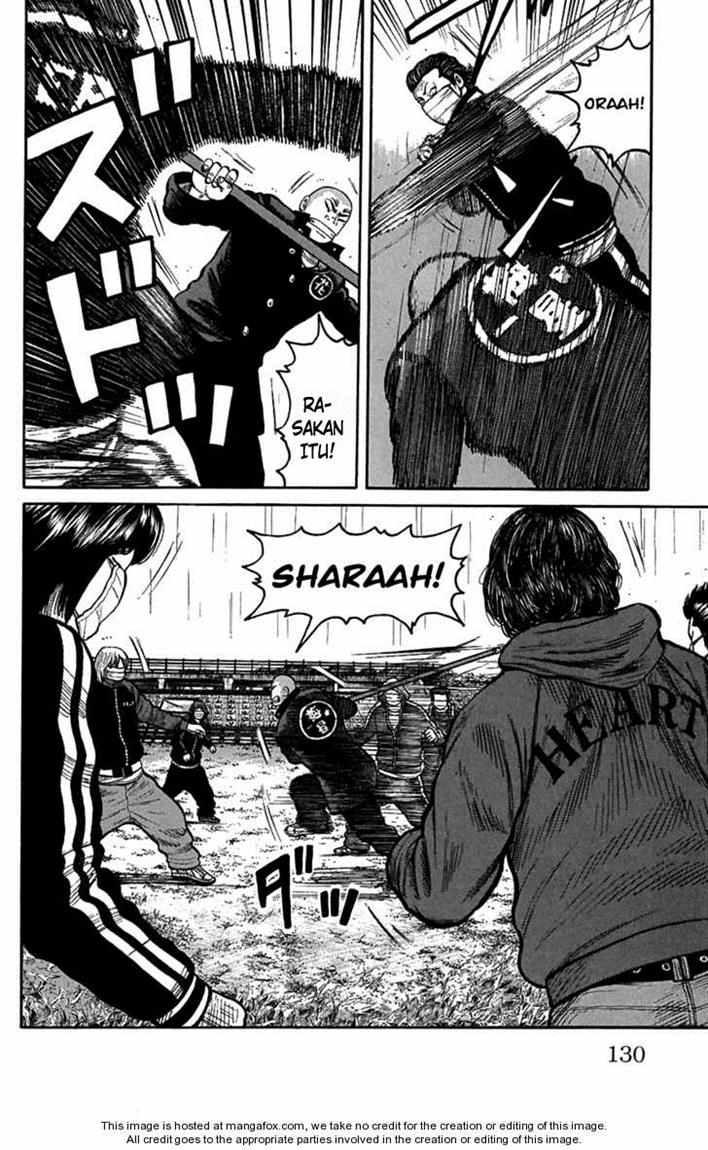 ORAAH!
ズドッ
RA-
SAKAN
ITU!
SHARAAH!
HEART
ダッ
130
This image is hosted at mangafox.com, we take no credit for the creation or editing of this image.
All credit goes to the appropriate parties involved in the creation or editing of this image.